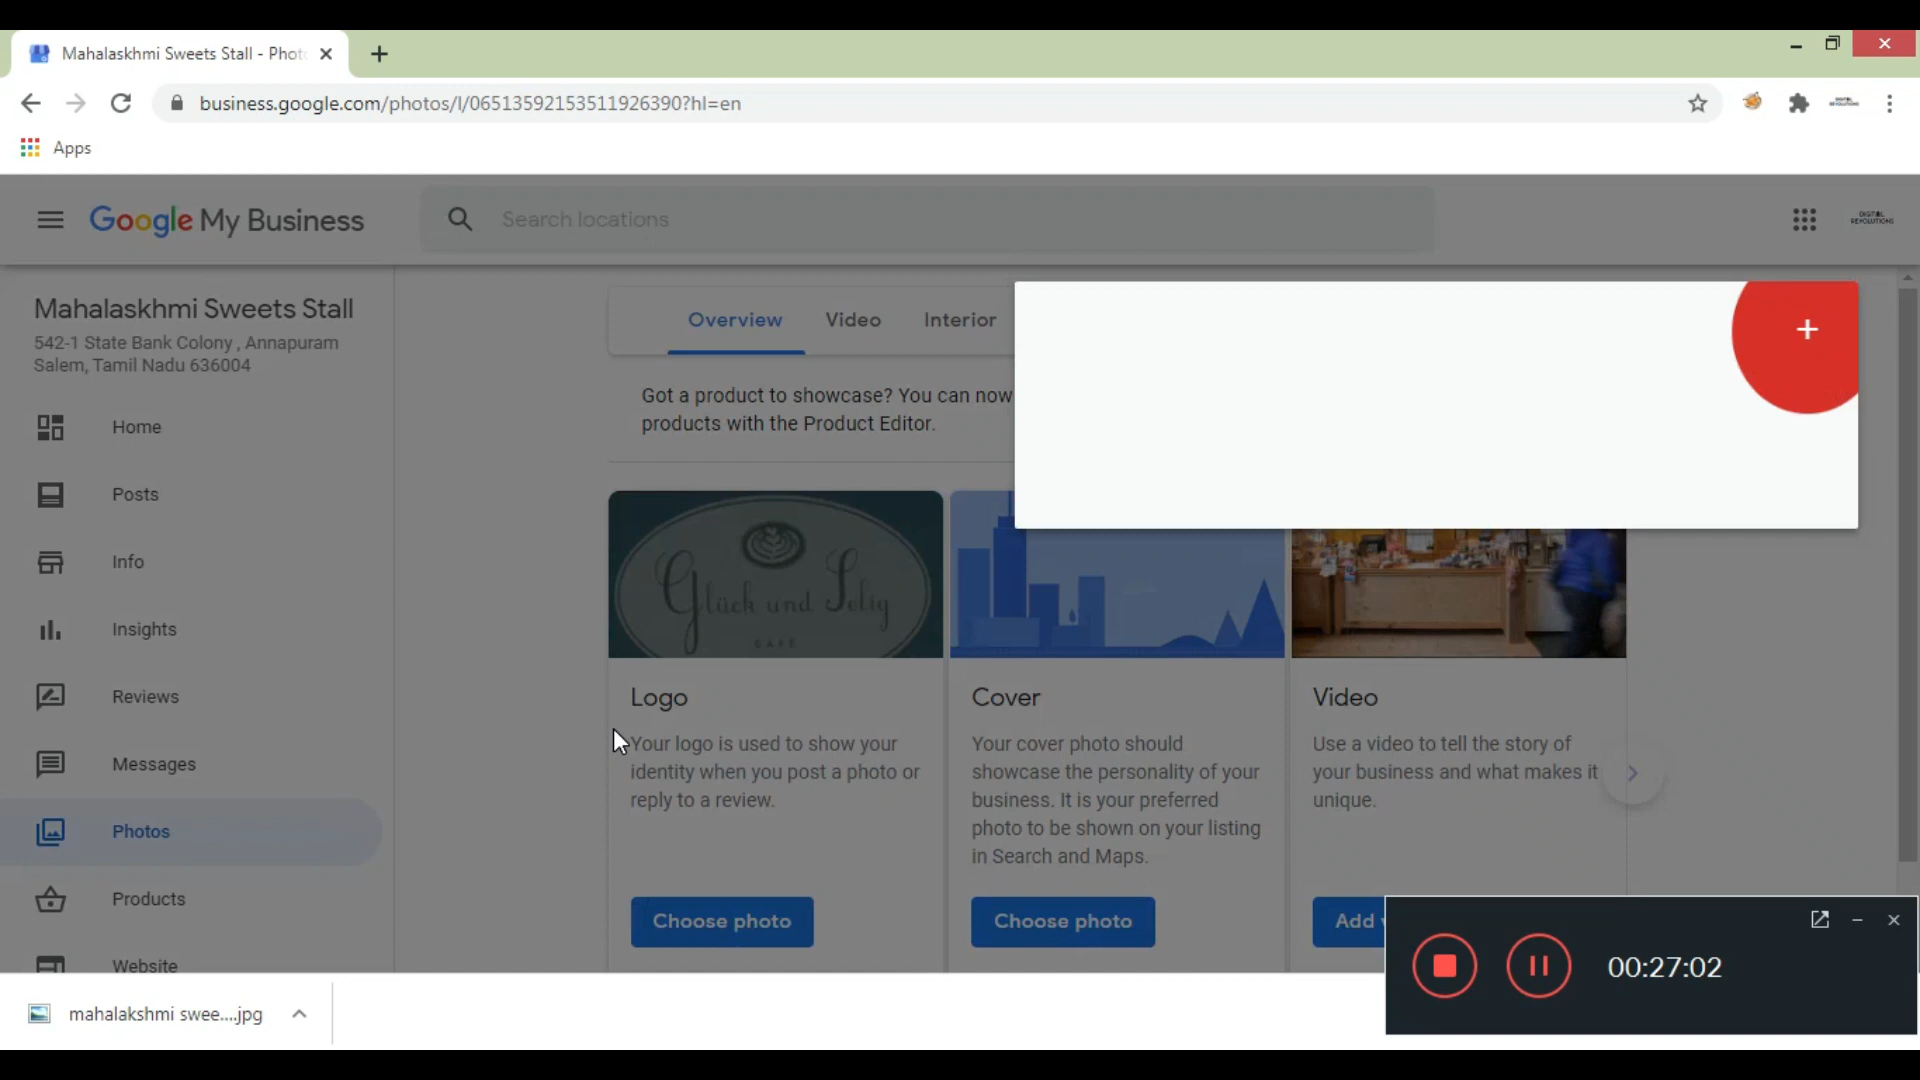 Mahalaskhmi Sweets Stall - Phot
business.google.com/photos/l/06513592153511926390?hl=en
Apps
Google My Business
Search locations
DIGITAL
REVOLUTIONS
Mahalaskhmi Sweets Stall
542-1 State Bank Colony , Annapuram
Salem, Tamil Nadu 636004
Home
Posts
Info
Insights
Reviews
Messages
Photos
Products
Website
Overview
Video
Interior
Got a product to showcase? You can now
products with the Product Editor.
+
Glück und Selig
CAFÉ
Logo
Your logo is used to show your
identity when you post a photo or
reply to a review.
Choose photo
Cover
Your cover photo should
showcase the personality of your
business. It is your preferred
photo to be shown on your listing
in Search and Maps.
Choose photo
Video
Use a video to tell the story of
your business and what makes it
unique.
Add
00:27:02
mahalakshmi swee....jpg